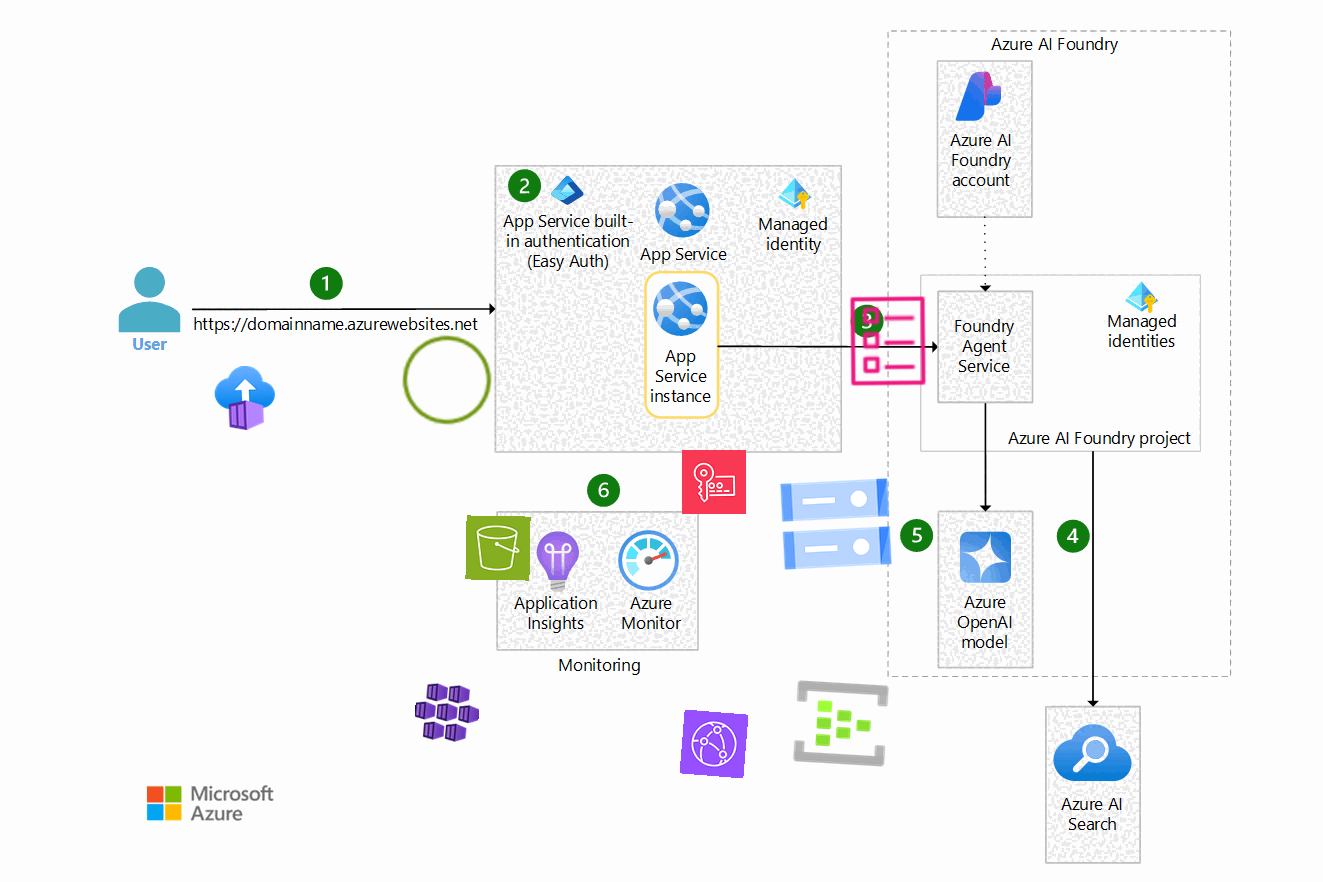 Azure AI Foundry
Azure AI
Foundry
account
2
App Service built-
in authentication
(Easy Auth)
App Service
Managed
identity
1
https://domainname.azurewebsites.net
User
App
Service
instance
3
Foundry
Agent
Service
Managed
identities
Azure AI Foundry project
6
Application
Insights
Azure
Monitor
Monitoring
5
4
Azure
OpenAI
model
Azure AI
Search
Microsoft
Azure